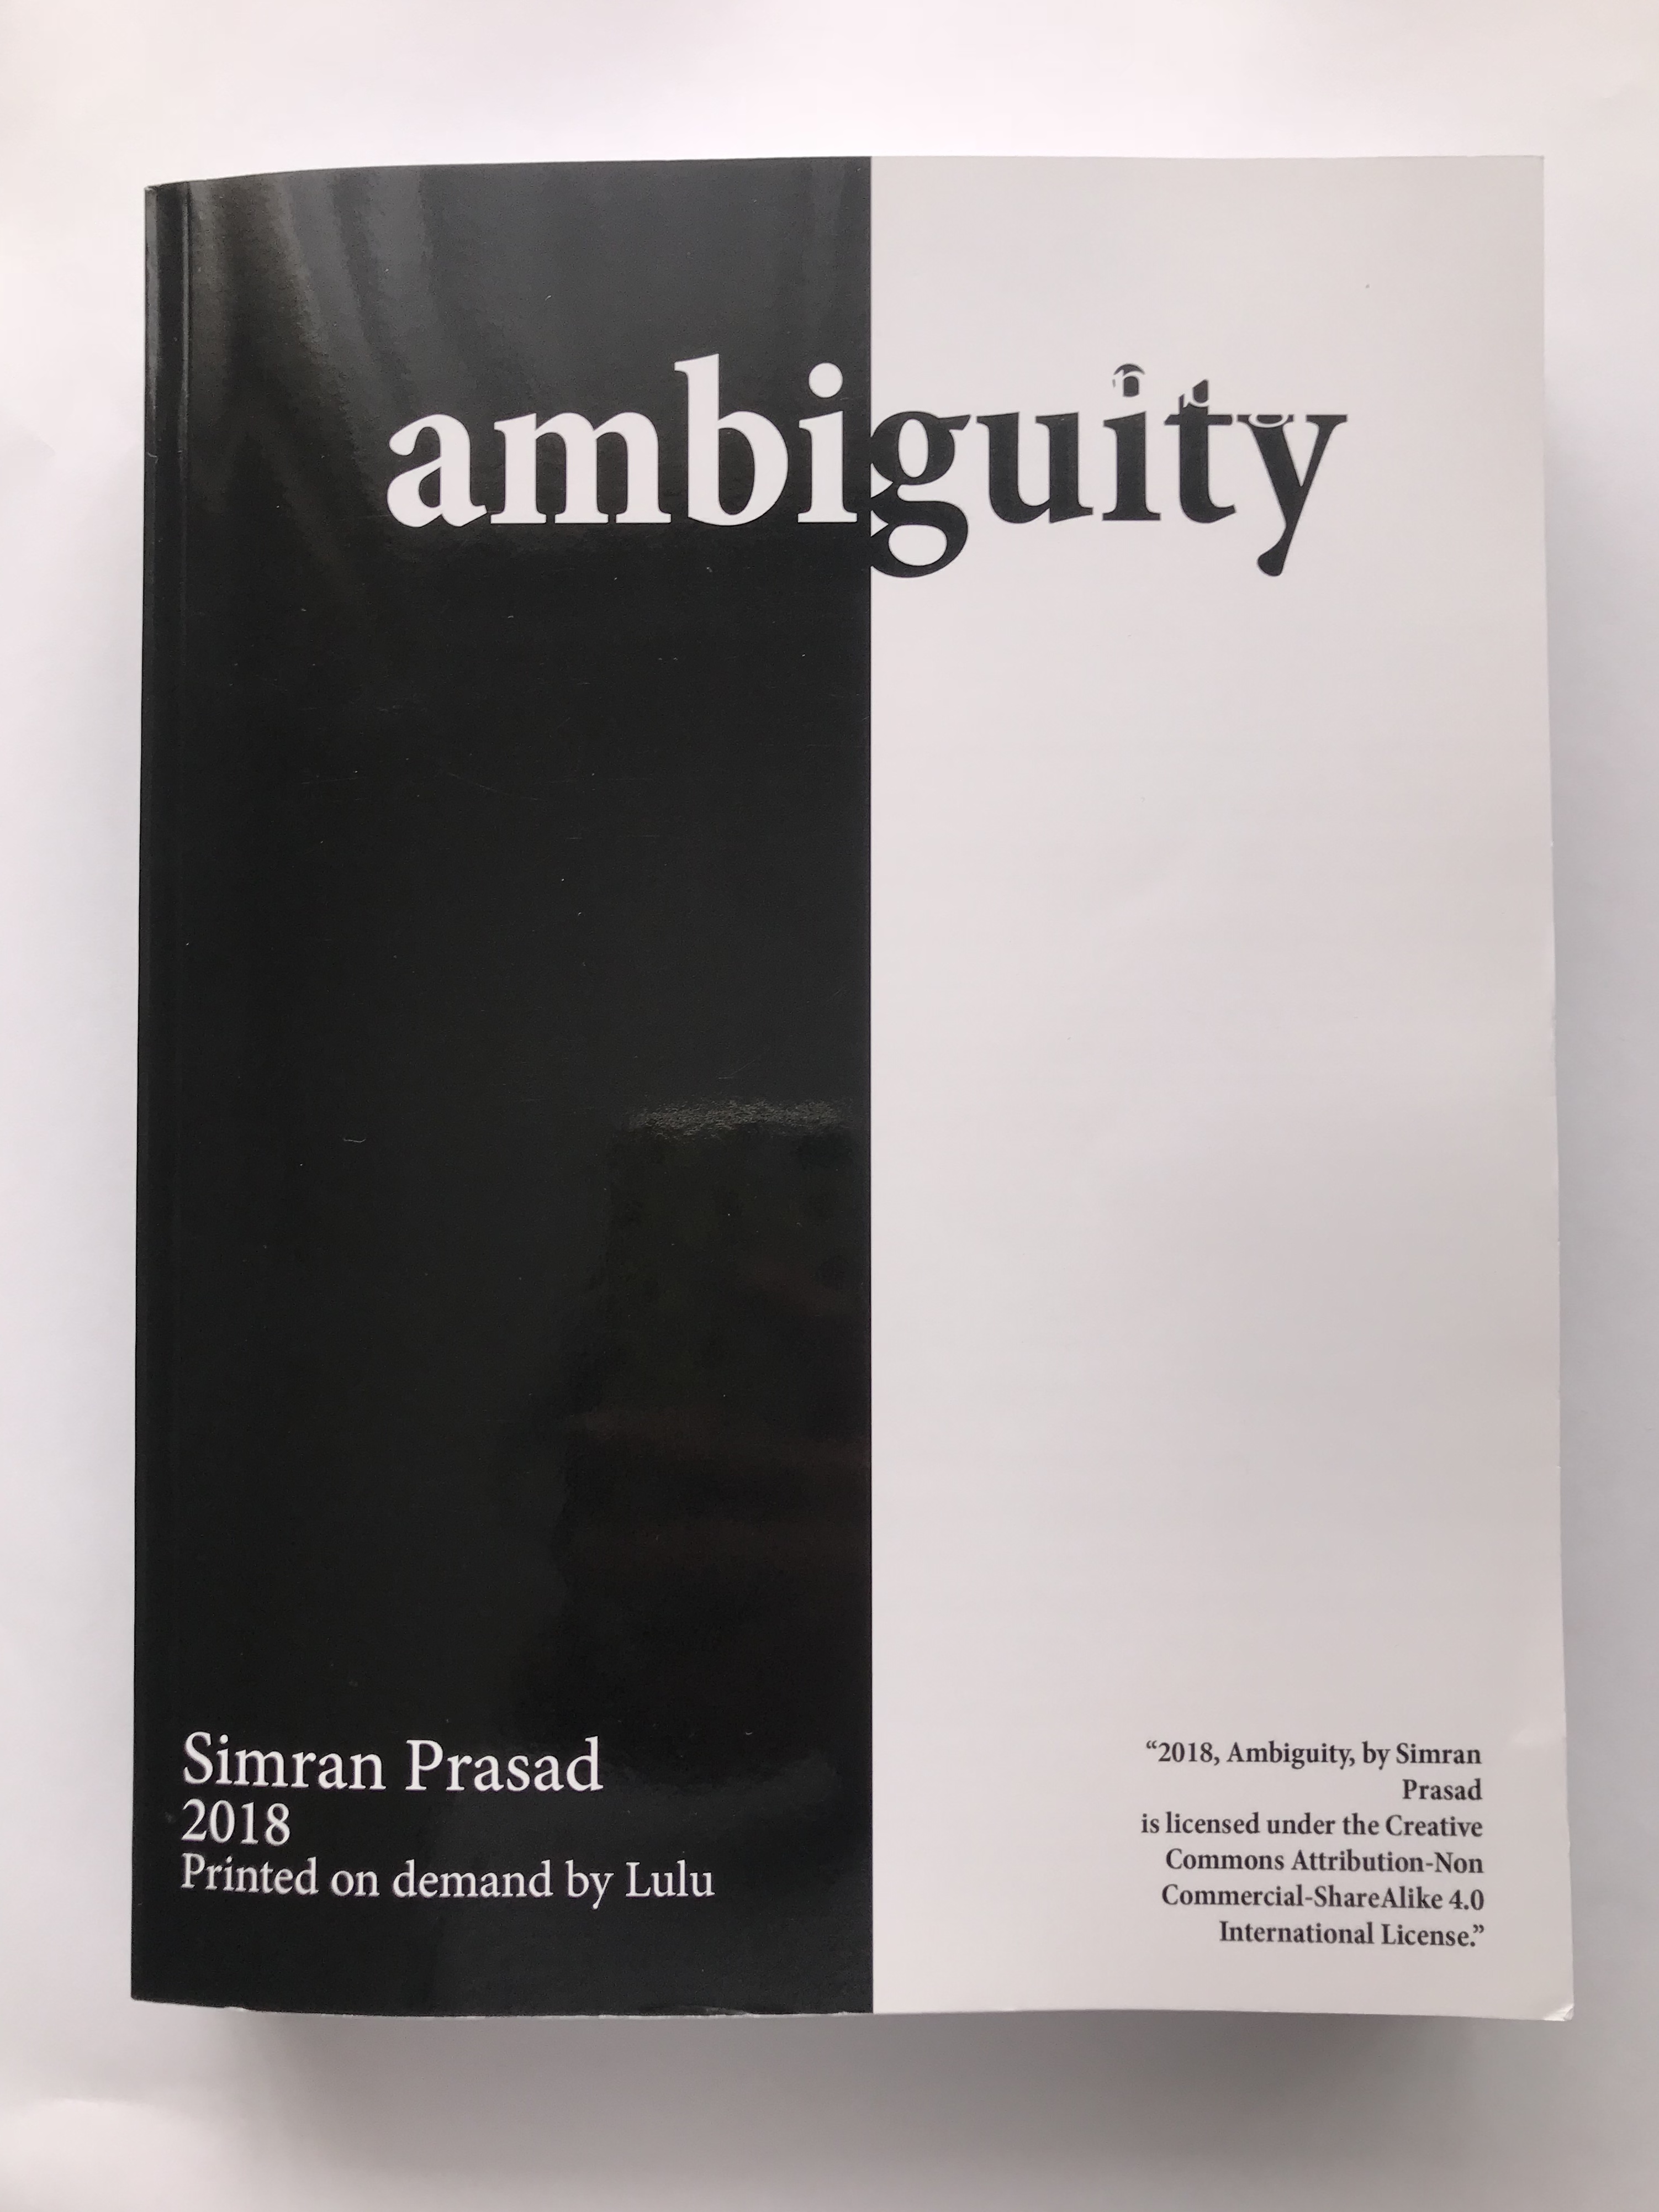 ambiguity
Simran Prasad
2018
Printed on demand by Lulu
“2018, Ambiguity, by Simran
Prasad
is licensed under the Creative
Commons Attribution-Non
Commercial-ShareAlike 4.0
International License.”